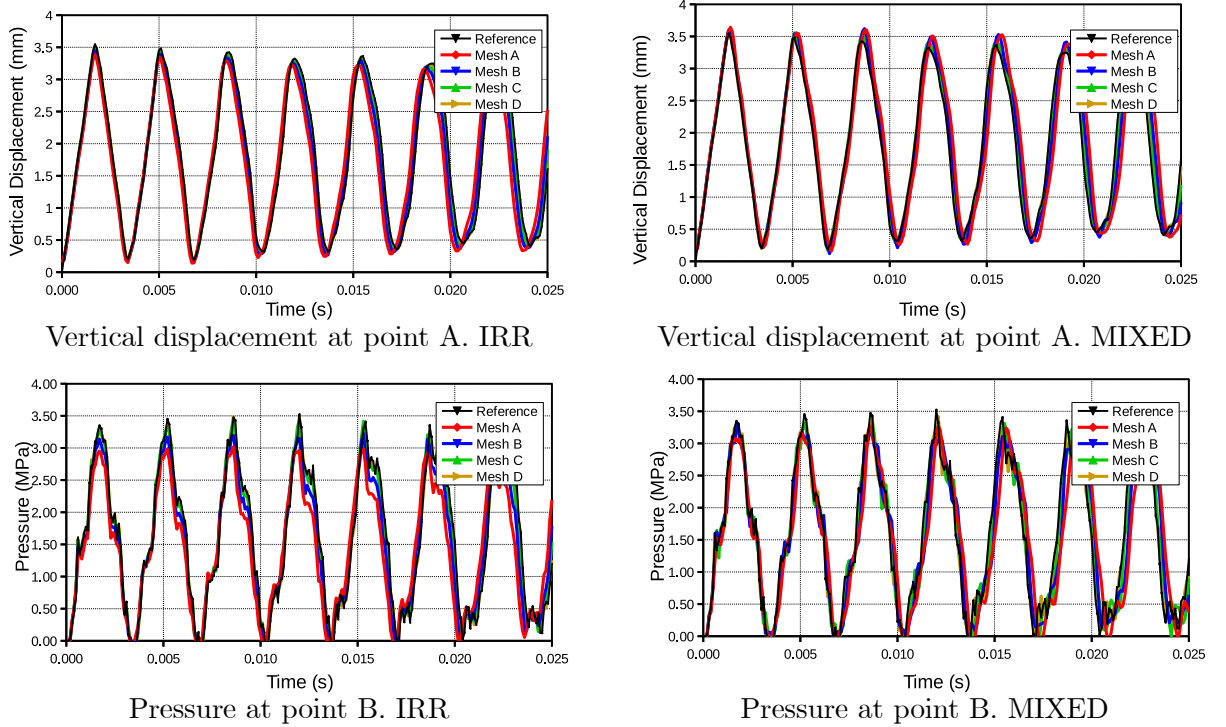 4
3.5
3
2.5
2
1.5
1
0.5
0
0.000 0.005 0.010 0.015 0.020 0.025
Vertical Displacement (mm)
Time (s)
Reference
Mesh A
Mesh B
Mesh C
Mesh D
Vertical displacement at point A. IRR
4
3.5
3
2.5
2
1.5
1
0.5
0
0.000 0.005 0.010 0.015 0.020 0.025
Vertical Displacement (mm)
Time (s)
Reference
Mesh A
Mesh B
Mesh C
Mesh D
Vertical displacement at point A. MIXED
4.00
3.50
3.00
2.50
2.00
1.50
1.00
0.50
0.00
0.000 0.005 0.010 0.015 0.020 0.025
Pressure (MPa)
Time (s)
Reference
Mesh A
Mesh B
Mesh C
Mesh D
Pressure at point B. IRR
4.00
3.50
3.00
2.50
2.00
1.50
1.00
0.50
0.00
0.000 0.005 0.010 0.015 0.020 0.025
Pressure (MPa)
Time (s)
Reference
Mesh A
Mesh B
Mesh C
Mesh D
Pressure at point B. MIXED